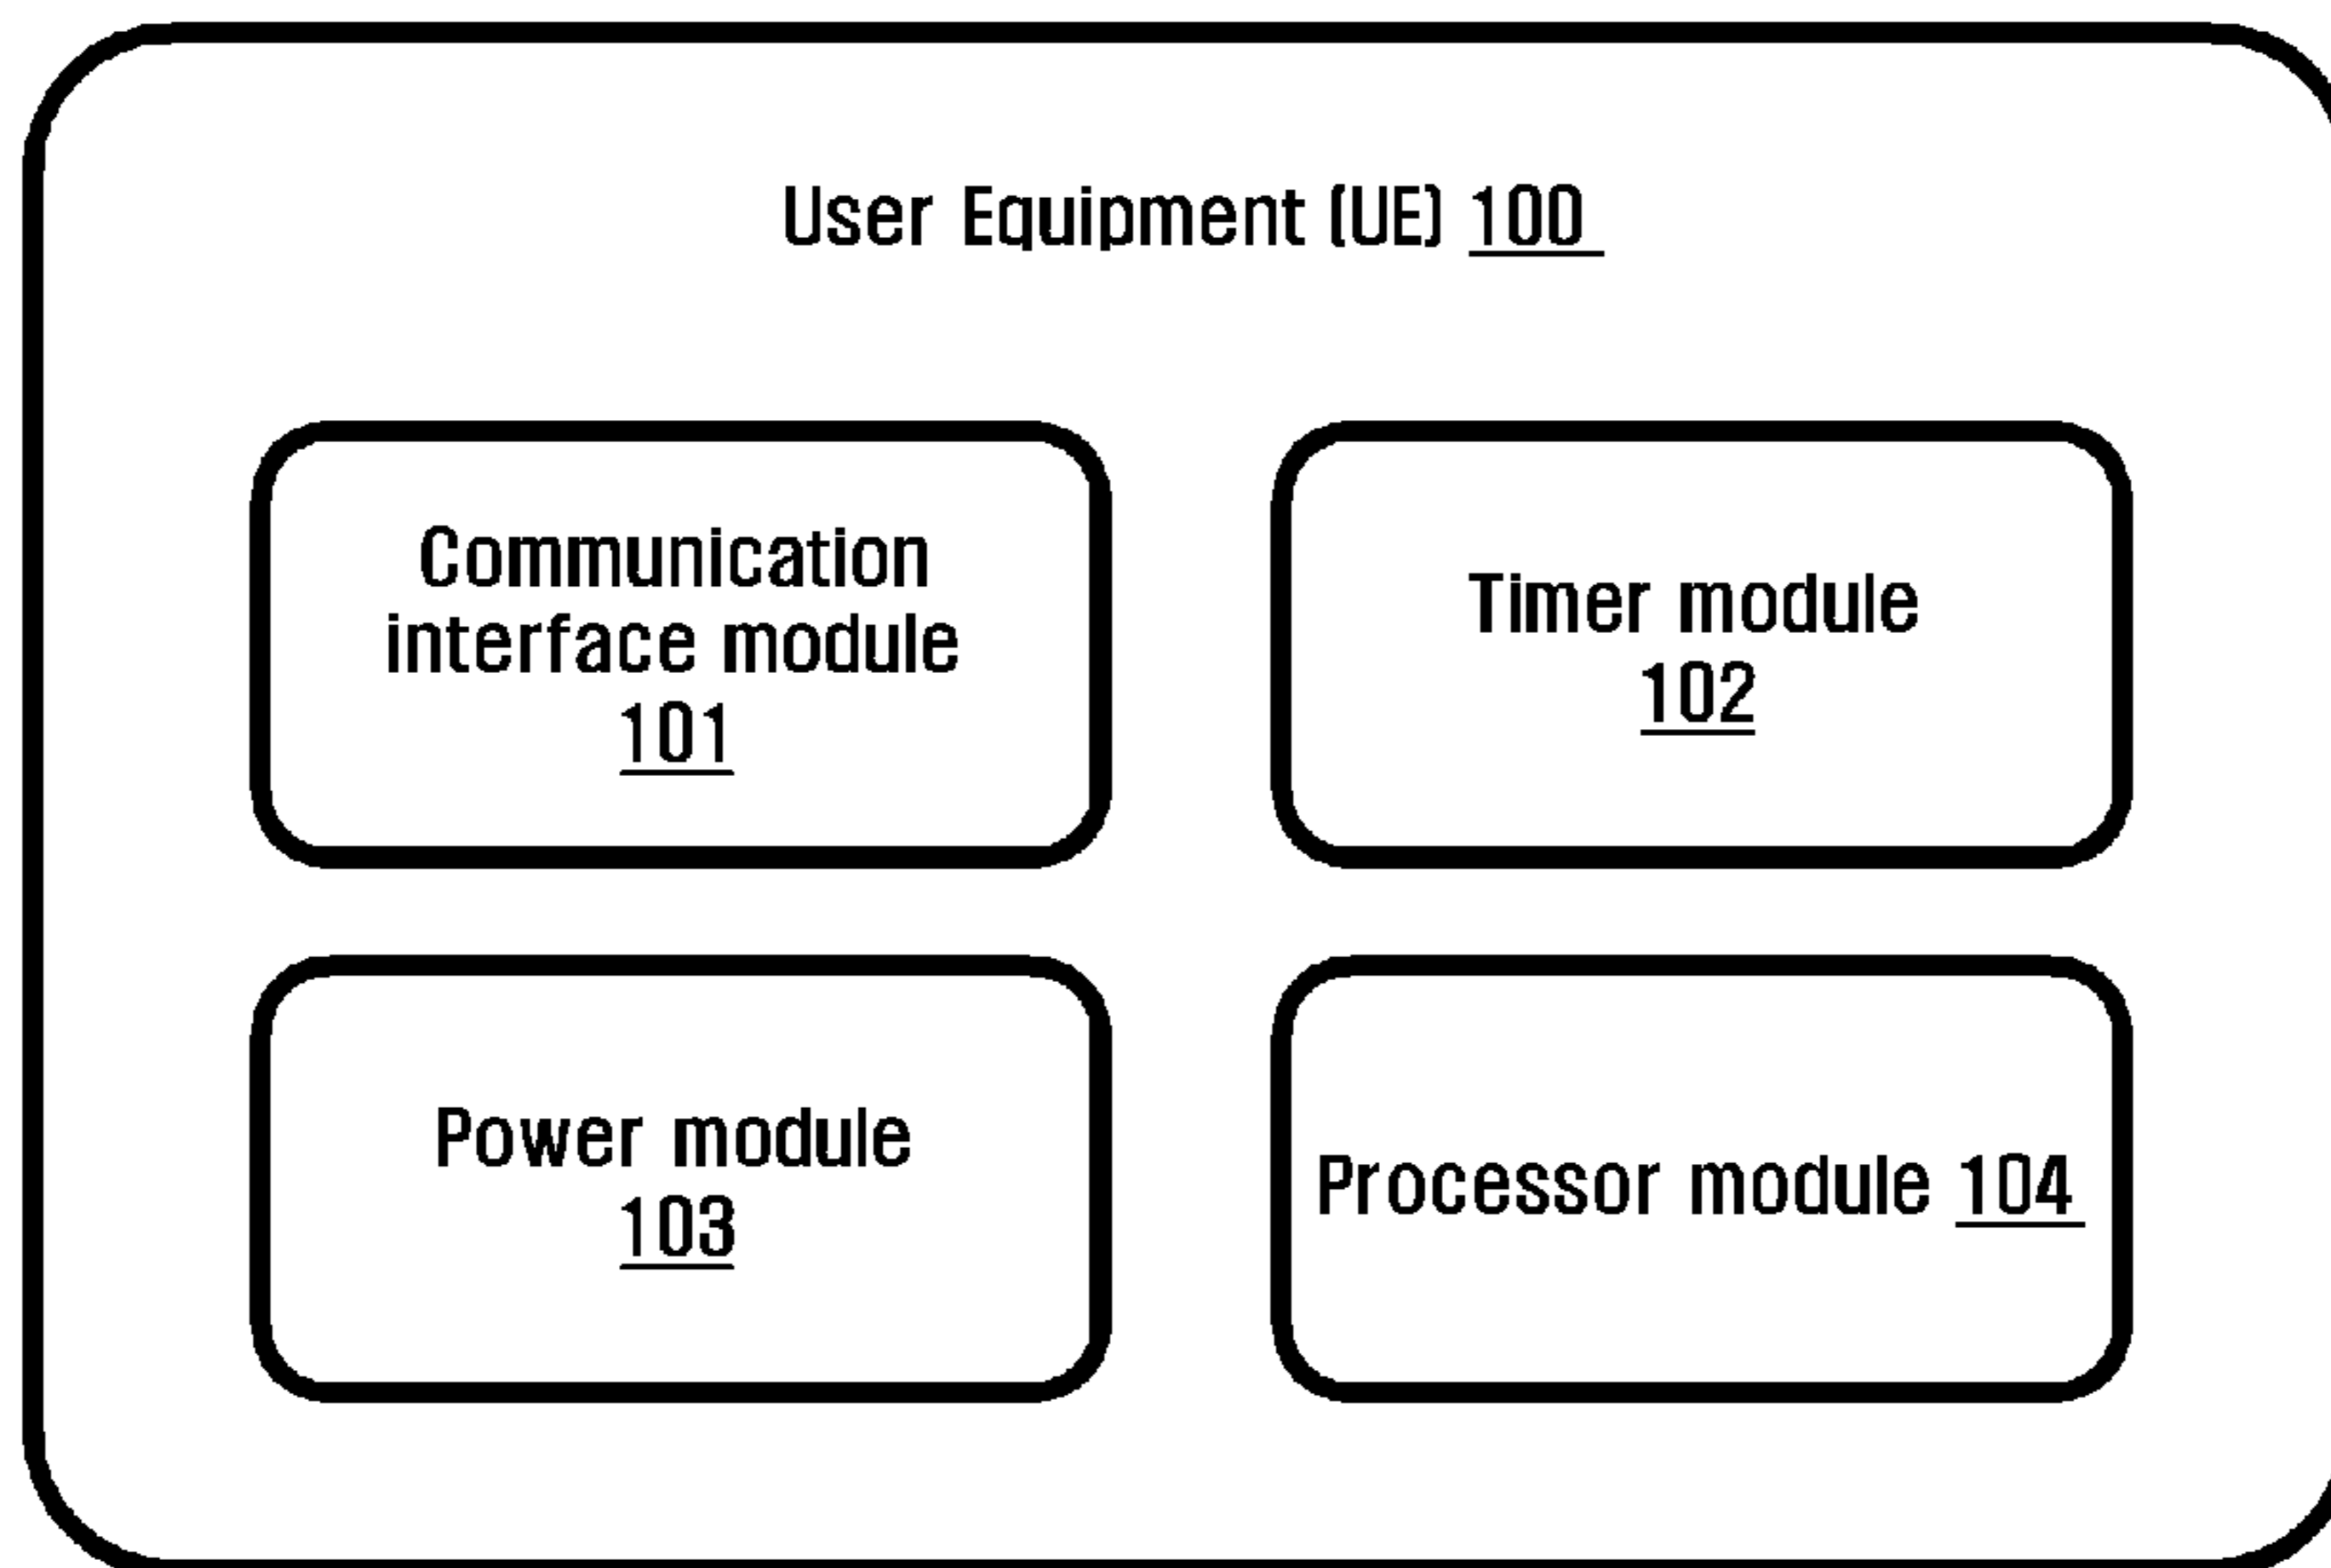 User Equipment (UE) 100
Communication
interface module
101
Timer module
102
Power module
103
Processor module 104